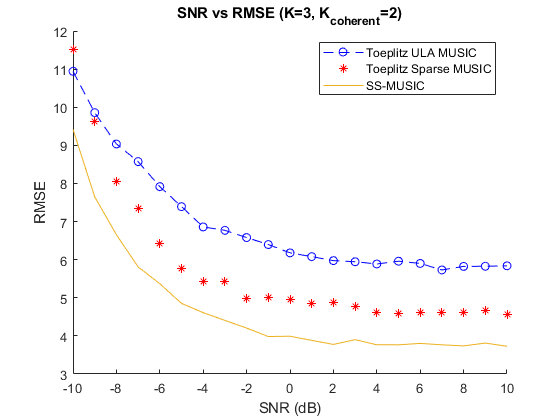 SNR vs RMSE (K=3, K_coherent=2)
Toeplitz ULA MUSIC
Toeplitz Sparse MUSIC
SS-MUSIC
RMSE
12
11
10
9
8
7
6
5
4
3
-10 -8 -6 -4 -2 0 2 4 6 8 10
SNR (dB)